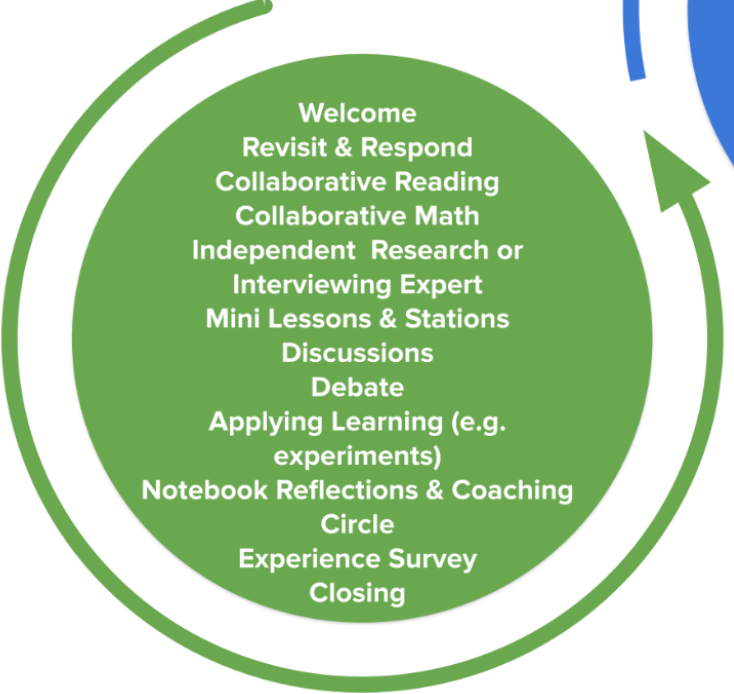 Welcome
Revisit & Respond
Collaborative Reading
Collaborative Math
Independent  Research or
Interviewing Expert
Mini Lessons & Stations
Discussions
Debate
Applying Learning (e.g.
experiments)
Notebook Reflections & Coaching
Circle
Experience Survey
Closing